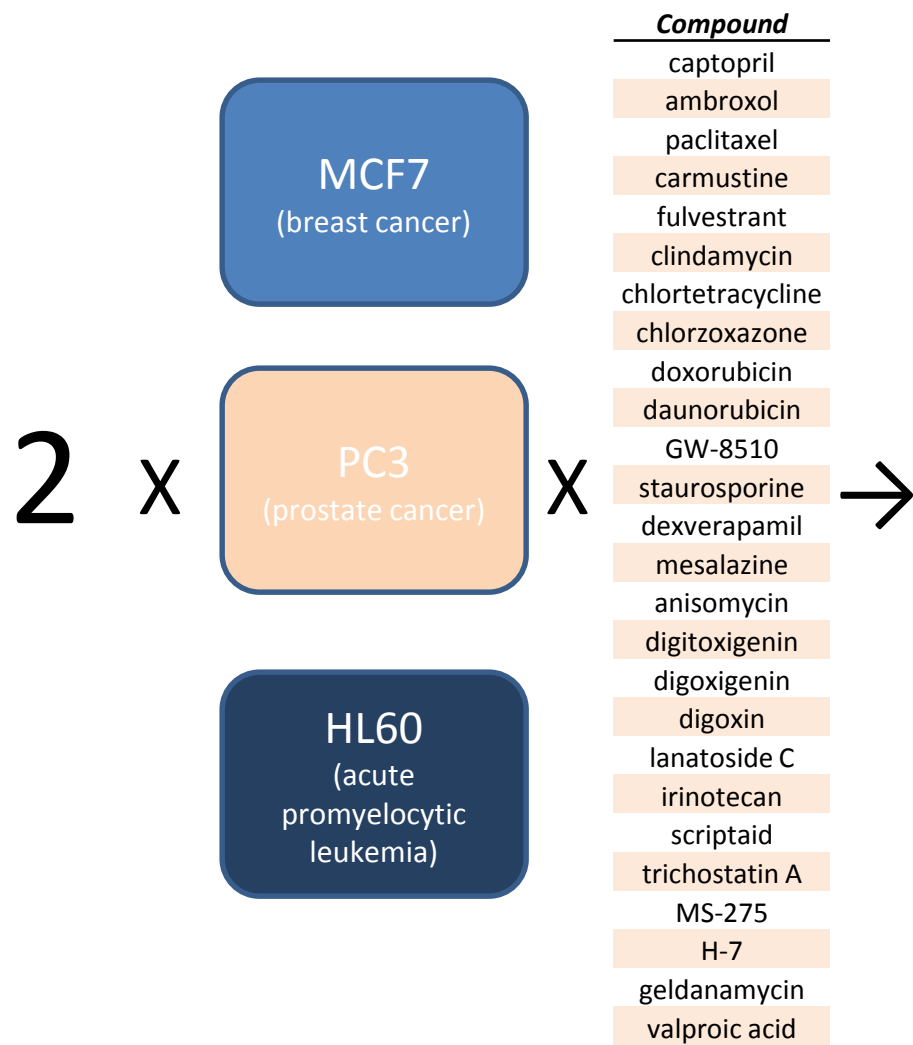 2
X
MCF7
(breast cancer)
PC3
(prostate cancer)
HL60
(acute
promyelocytic
leukemia)
X
Compound
captopril
ambroxol
paclitaxel
carmustine
fulvestrant
clindamycin
chlortetracycline
chlorzoxazone
doxorubicin
daunorubicin
GW-8510
staurosporine
dexverapamil
mesalazine
anisomycin
digitoxigenin
digoxigenin
digoxin
lanatoside C
irinotecan
scriptaid
trichostatin A
MS-275
H-7
geldanamycin
valproic acid
→